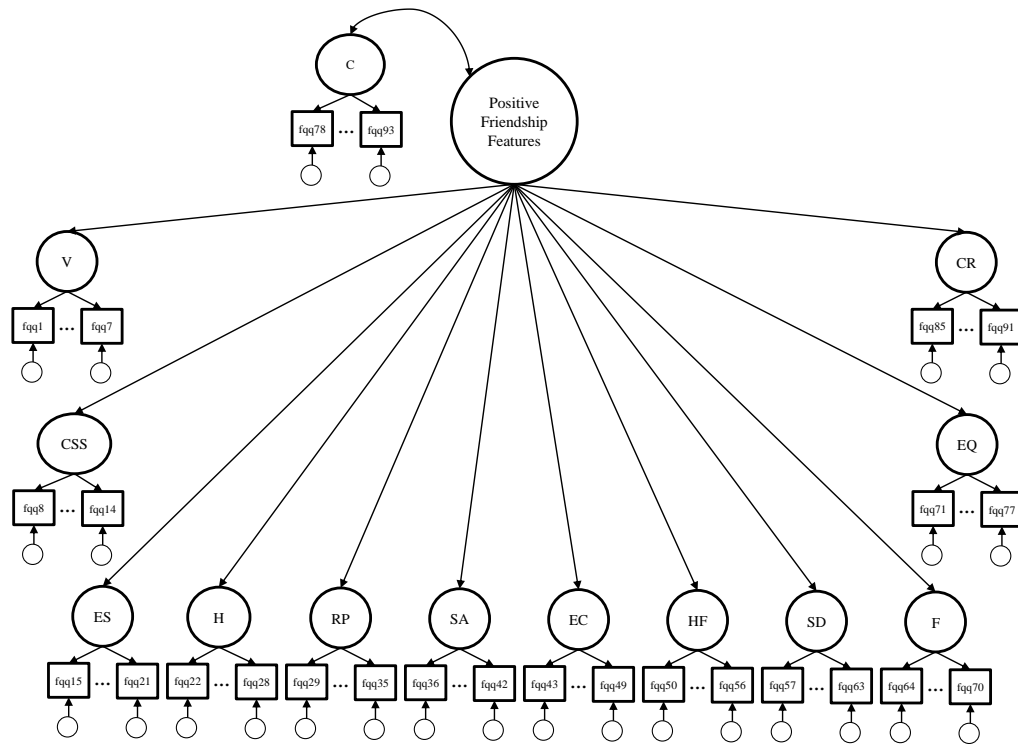 C
Positive
Friendship
Features
fqq78 ... fqq93
V
CR
fqq1 ... fqq7
fqq85 ... fqq91
CSS
EQ
fqq8 ... fqq14
fqq71 ... fqq77
ES H RP SA EC HF SD F
fqq15 ... fqq21 fqq22 ... fqq28 fqq29 ... fqq35 fqq36 ... fqq42 fqq43 ... fqq49 fqq50 ... fqq56 fqq57 ... fqq63 fqq64 ... fqq70